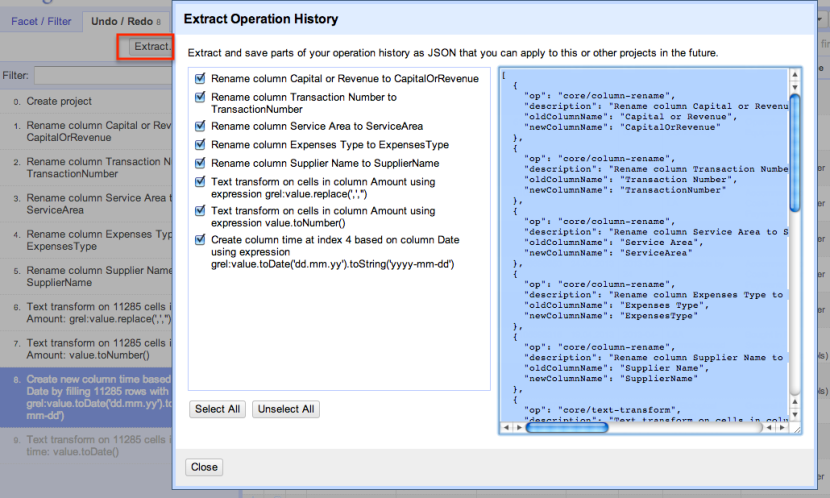 Facet / Filter
Undo / Redo 8
Extract
Filter:
0. Create project
1. Rename column Capital or Rev
CapitalOrRevenue
2. Rename column Transaction N
TransactionNumber
3. Rename column Service Area t
ServiceArea
4. Rename column Expenses Typ
ExpensesType
5. Rename column Supplier Name
SupplierName
6. Text transform on 11285 cells i
Amount: grel:value.replace(',','')
7. Text transform on 11285 cells i
Amount: value.toNumber()
8. Create new column time based
Date by filling 11285 rows with
grel:value.toDate('dd.mm.yy').to
mm-dd')
9. Text transform on 11285 cells i
time: value.toDate()
Extract Operation History
Extract and save parts of your operation history as JSON that you can apply to this or other projects in the future.
Rename column Capital or Revenue to CapitalOrRevenue
Rename column Transaction Number to
TransactionNumber
Rename column Service Area to ServiceArea
Rename column Expenses Type to ExpensesType
Rename column Supplier Name to SupplierName
Text transform on cells in column Amount using
expression grel:value.replace(',','')
Text transform on cells in column Amount using
expression value.toNumber()
Create column time at index 4 based on column Date
using expression
grel:value.toDate('dd.mm.yy').toString('yyyy-mm-dd')
Select All
Unselect All
[
{
"op": "core/column-rename",
"description": "Rename column Capital or Revenu
"oldColumnName": "Capital or Revenue",
"newColumnName": "CapitalOrRevenue"
},
{
"op": "core/column-rename",
"description": "Rename column Transaction Numbe
"oldColumnName": "Transaction Number",
"newColumnName": "TransactionNumber"
},
{
"op": "core/column-rename",
"description": "Rename column Service Area to S
"oldColumnName": "Service Area",
"newColumnName": "ServiceArea"
},
{
"op": "core/column-rename",
"description": "Rename column Expenses Type to
"oldColumnName": "Expenses Type",
"newColumnName": "ExpensesType"
},
{
"op": "core/column-rename",
"description": "Rename column Supplier Name to
"oldColumnName": "Supplier Name",
"newColumnName": "SupplierName"
},
{
"op": "core/text-transform",
"description": "Text transform on cells in colu
Close